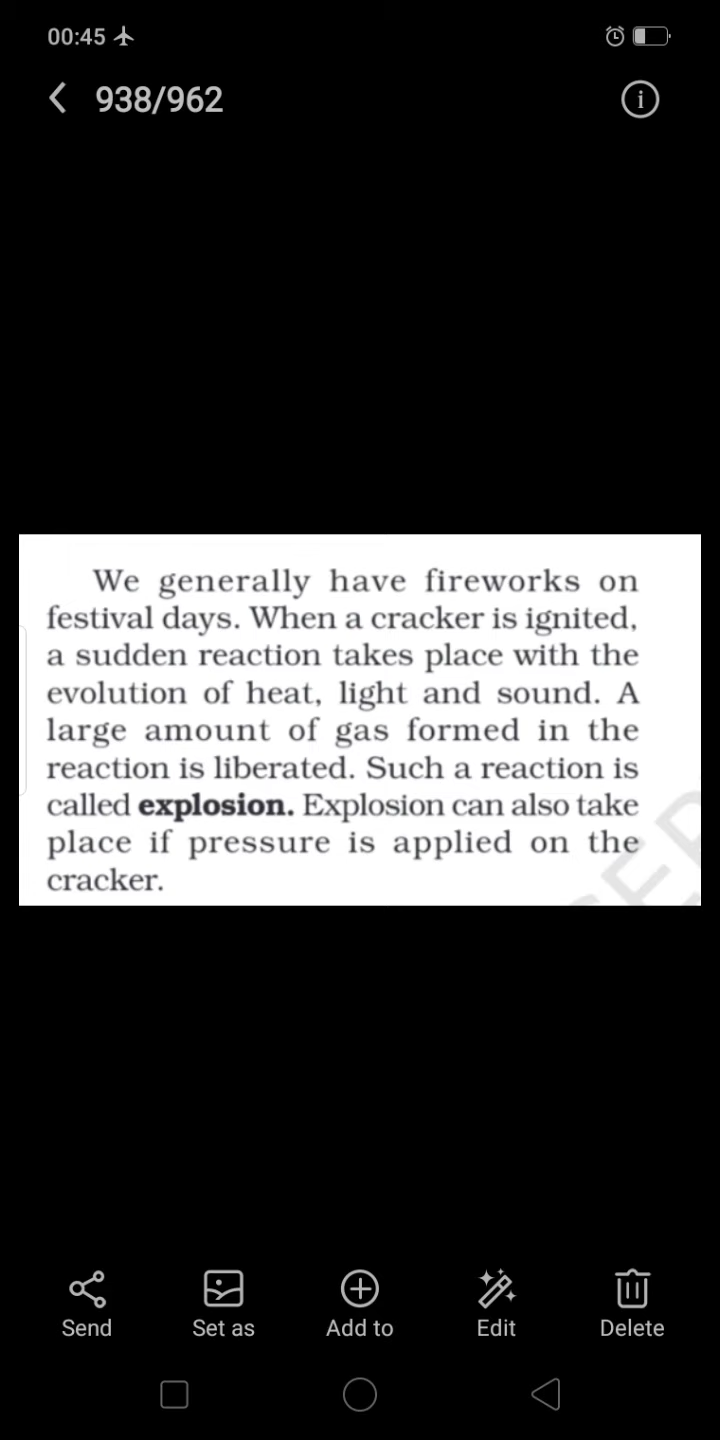 00:45
938/962
We generally have fireworks on
festival days. When a cracker is ignited,
a sudden reaction takes place with the
evolution of heat, light and sound. A
large amount of gas formed in the
reaction is liberated. Such a reaction is
called explosion. Explosion can also take
place if pressure is applied on the
cracker.
Send Set as Add to Edit Delete